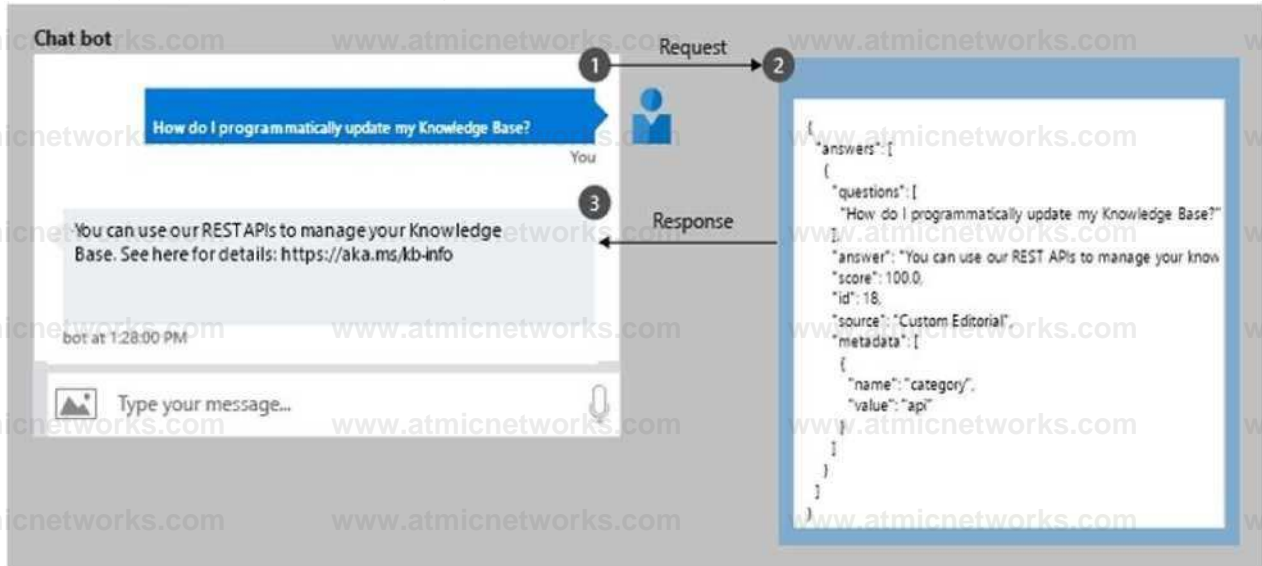 Chat bot
1
Request
2
How do I programmatically update my Knowledge Base?
You
3
Response
You can use our REST APIs to manage your Knowledge
Base. See here for details: https://aka.ms/kb-info
bot at 1:28:00 PM
Type your message...
{
"answers": [
{
"questions": [
"How do I programmatically update my Knowledge Base?"
],
"answer": "You can use our REST APIs to manage your know
"score": 100.0,
"id": 18,
"source": "Custom Editorial",
"metadata": [
{
"name": "category",
"value": "api"
}
]
}
]
}
www.atmicnetworks.com